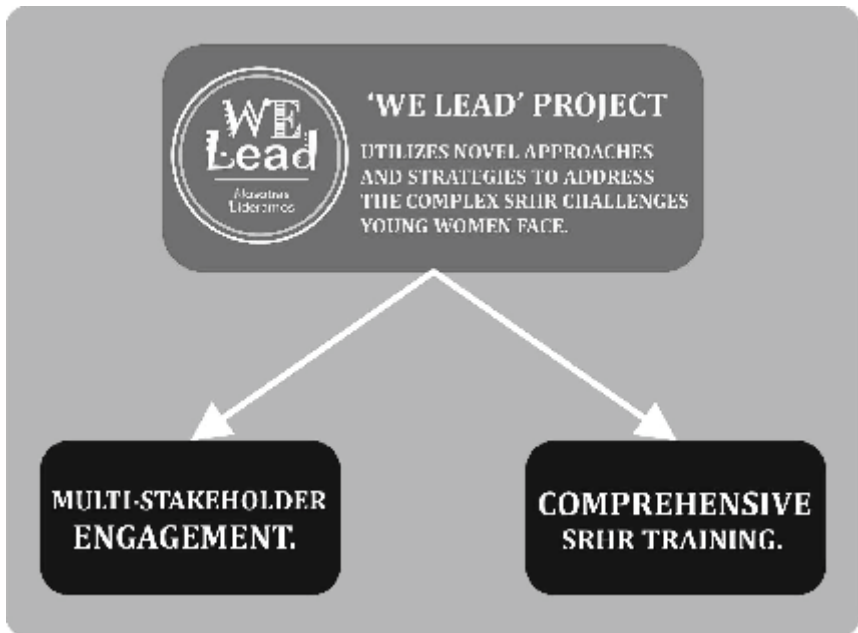 WE
Lead
Nosotras
Lideramos
‘WE LEAD’ PROJECT
UTILIZES NOVEL APPROACHES
AND STRATEGIES TO ADDRESS
THE COMPLEX SRHR CHALLENGES
YOUNG WOMEN FACE.
MULTI-STAKEHOLDER
ENGAGEMENT.
COMPREHENSIVE
SRHR TRAINING.